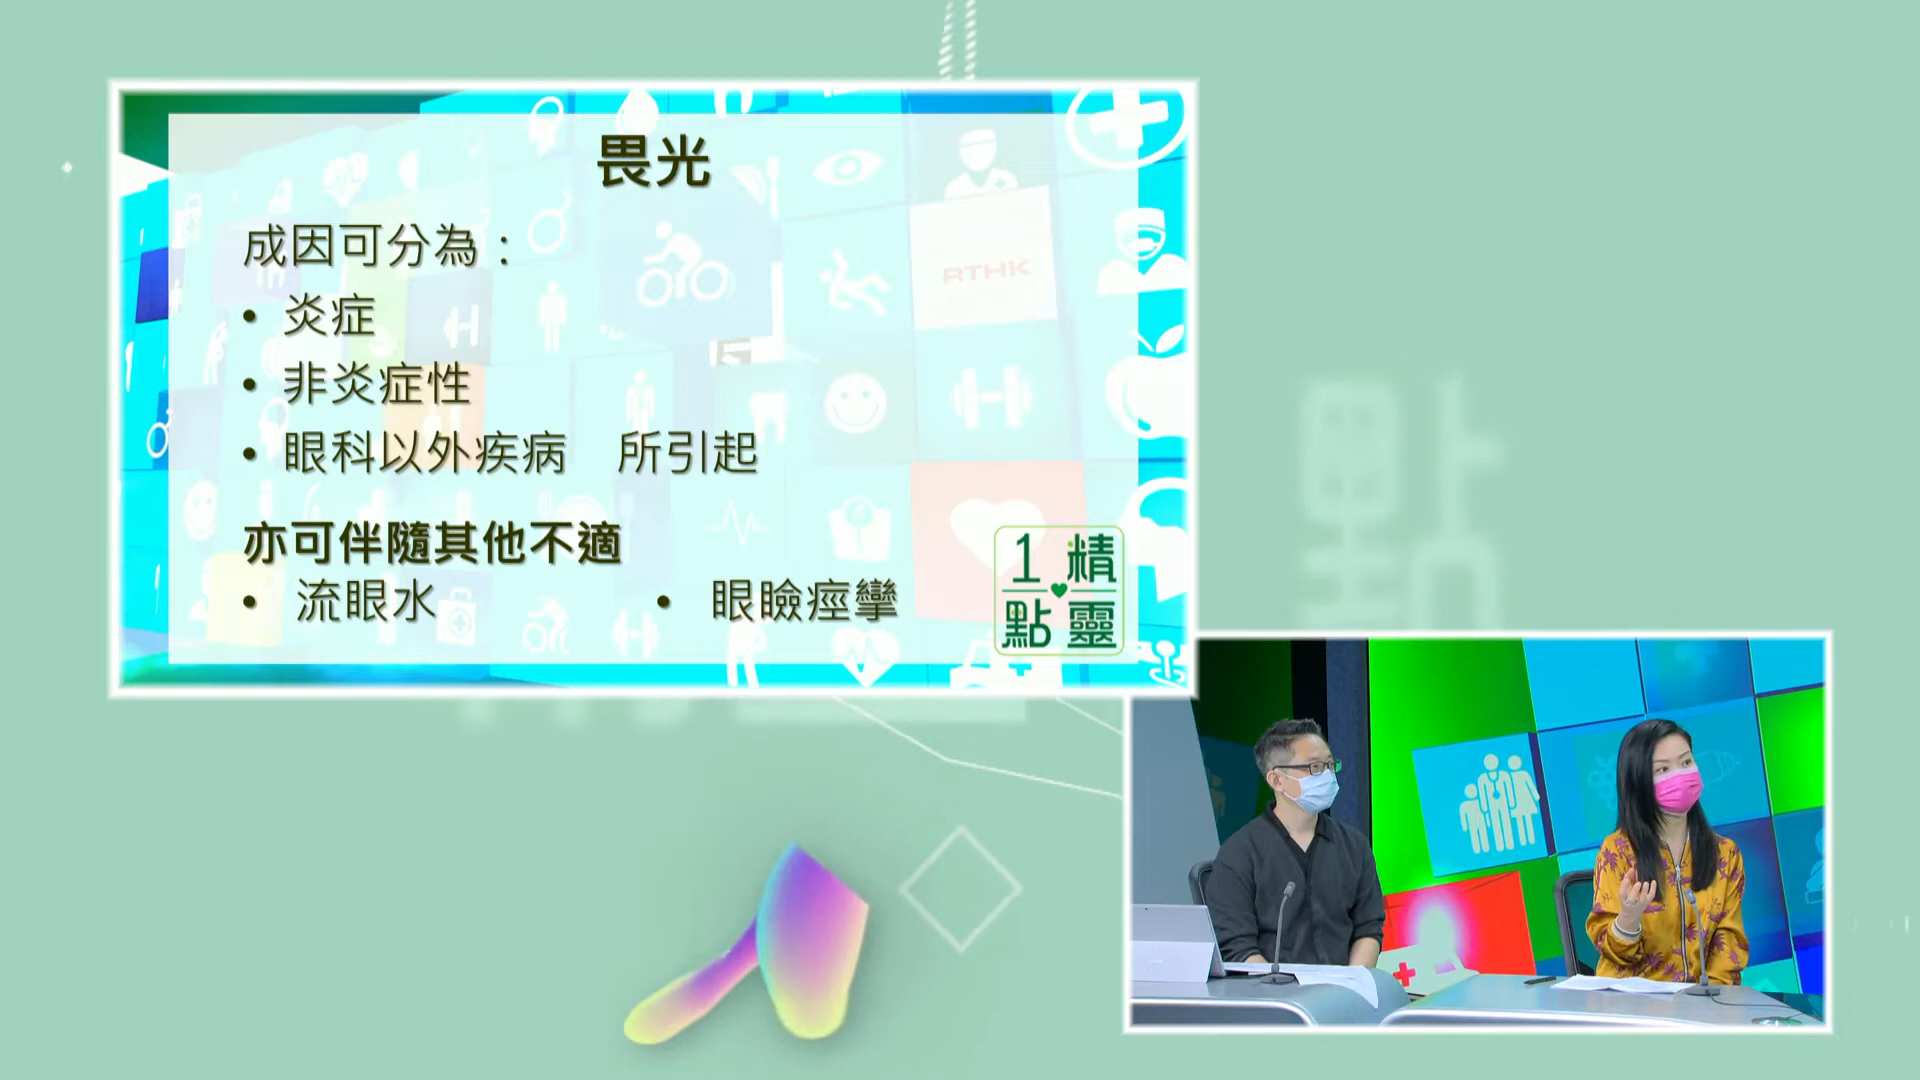 畏光
成因可分為：
• 炎症
• 非炎症性
• 眼科以外疾病　所引起
亦可伴隨其他不適
• 流眼水　• 眼瞼痙攣
RTHK
1 精
點 靈
點